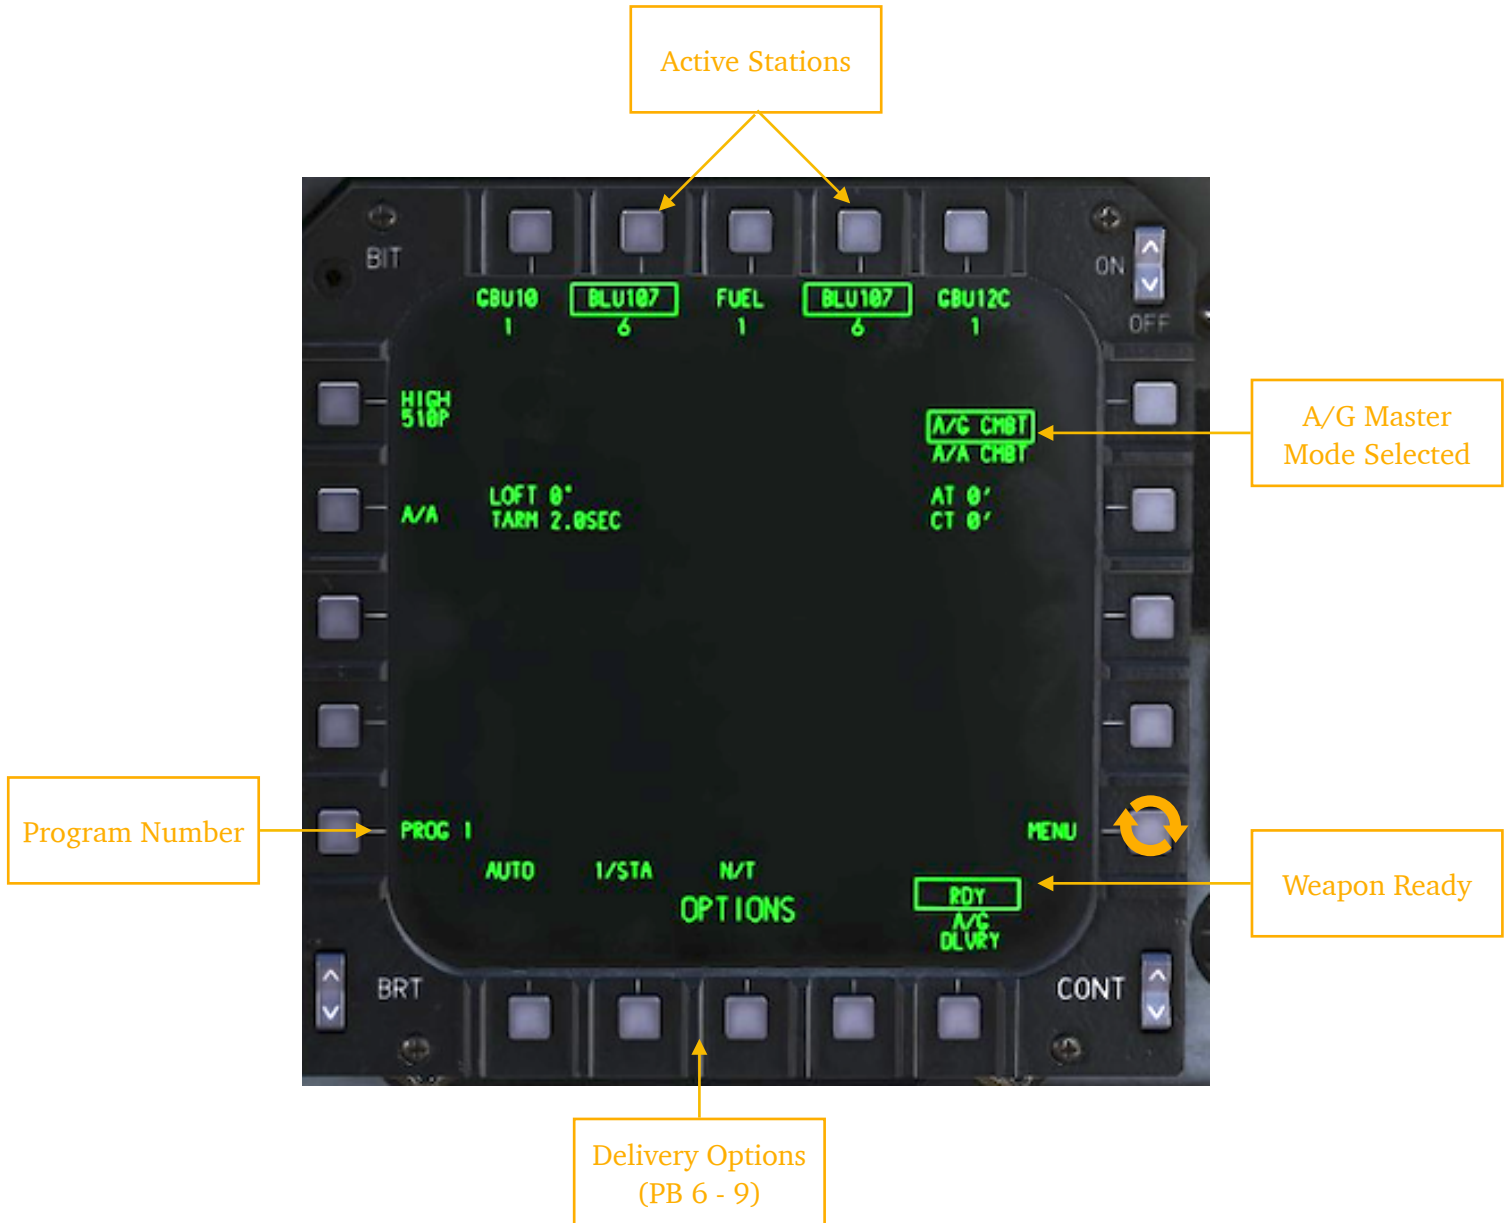 Active Stations
BIT
ON
OFF
GBU10
1
BLU107
6
FUEL
1
BLU107
6
GBU12C
1
HIGH
510P
A/G CMBT
A/A CMBT
A/G Master
Mode Selected
A/A
LOFT 0°
TARM 2.0SEC
AT 0'
CT 0'
Program Number
PROG 1
MENU
AUTO
1/STA
N/T
OPTIONS
RDY
A/G
DLVRY
Weapon Ready
BRT
CONT
Delivery Options
(PB 6 - 9)